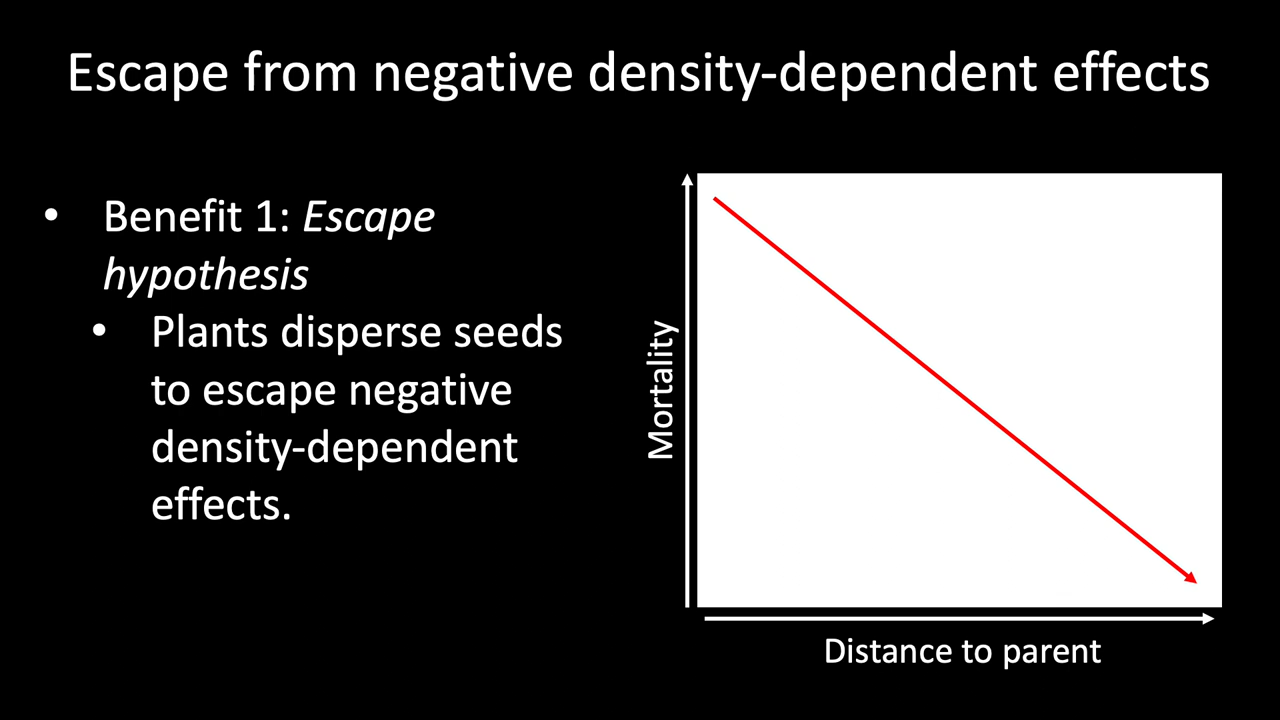 Escape from negative density-dependent effects
• Benefit 1: Escape
hypothesis
• Plants disperse seeds
to escape negative
density-dependent
effects.
Mortality
Distance to parent